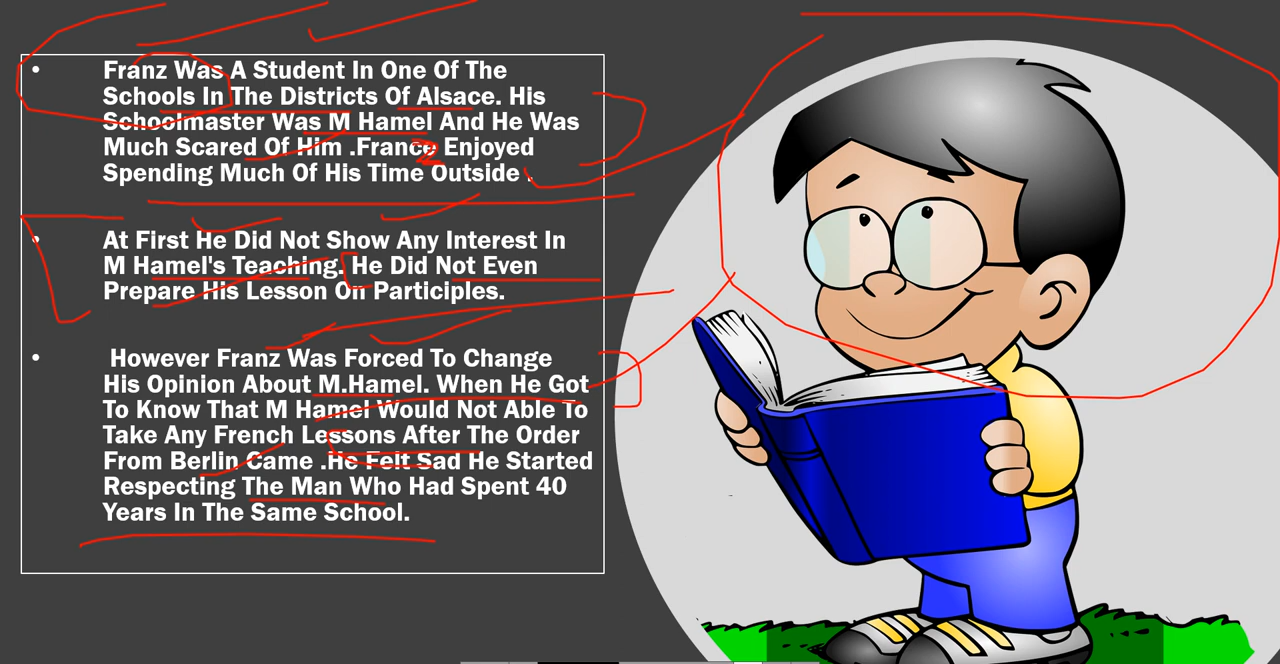 • Franz Was A Student In One Of The
Schools In The Districts Of Alsace. His
Schoolmaster Was M Hamel And He Was
Much Scared Of Him .France Enjoyed
Spending Much Of His Time Outside .
• At First He Did Not Show Any Interest In
M Hamel's Teaching. He Did Not Even
Prepare His Lesson On Participles.
• However Franz Was Forced To Change
His Opinion About M.Hamel. When He Got
To Know That M Hamel Would Not Able To
Take Any French Lessons After The Order
From Berlin Came .He Felt Sad He Started
Respecting The Man Who Had Spent 40
Years In The Same School.